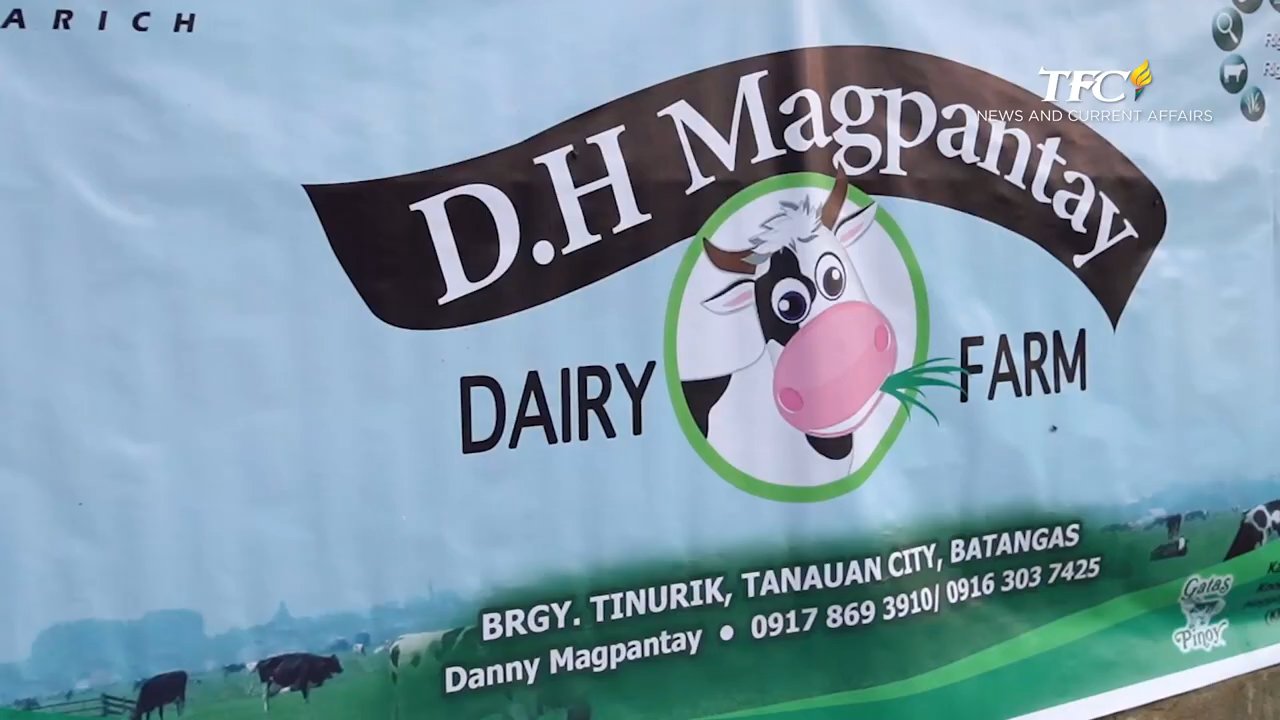 ARICH
TFC
NEWS AND CURRENT AFFAIRS
D.H Magpantay
DAIRY FARM
BRGY. TINURIK, TANAUAN CITY, BATANGAS
Danny Magpantay • 0917 869 3910/ 0916 303 7425
Gatas
Pinoy